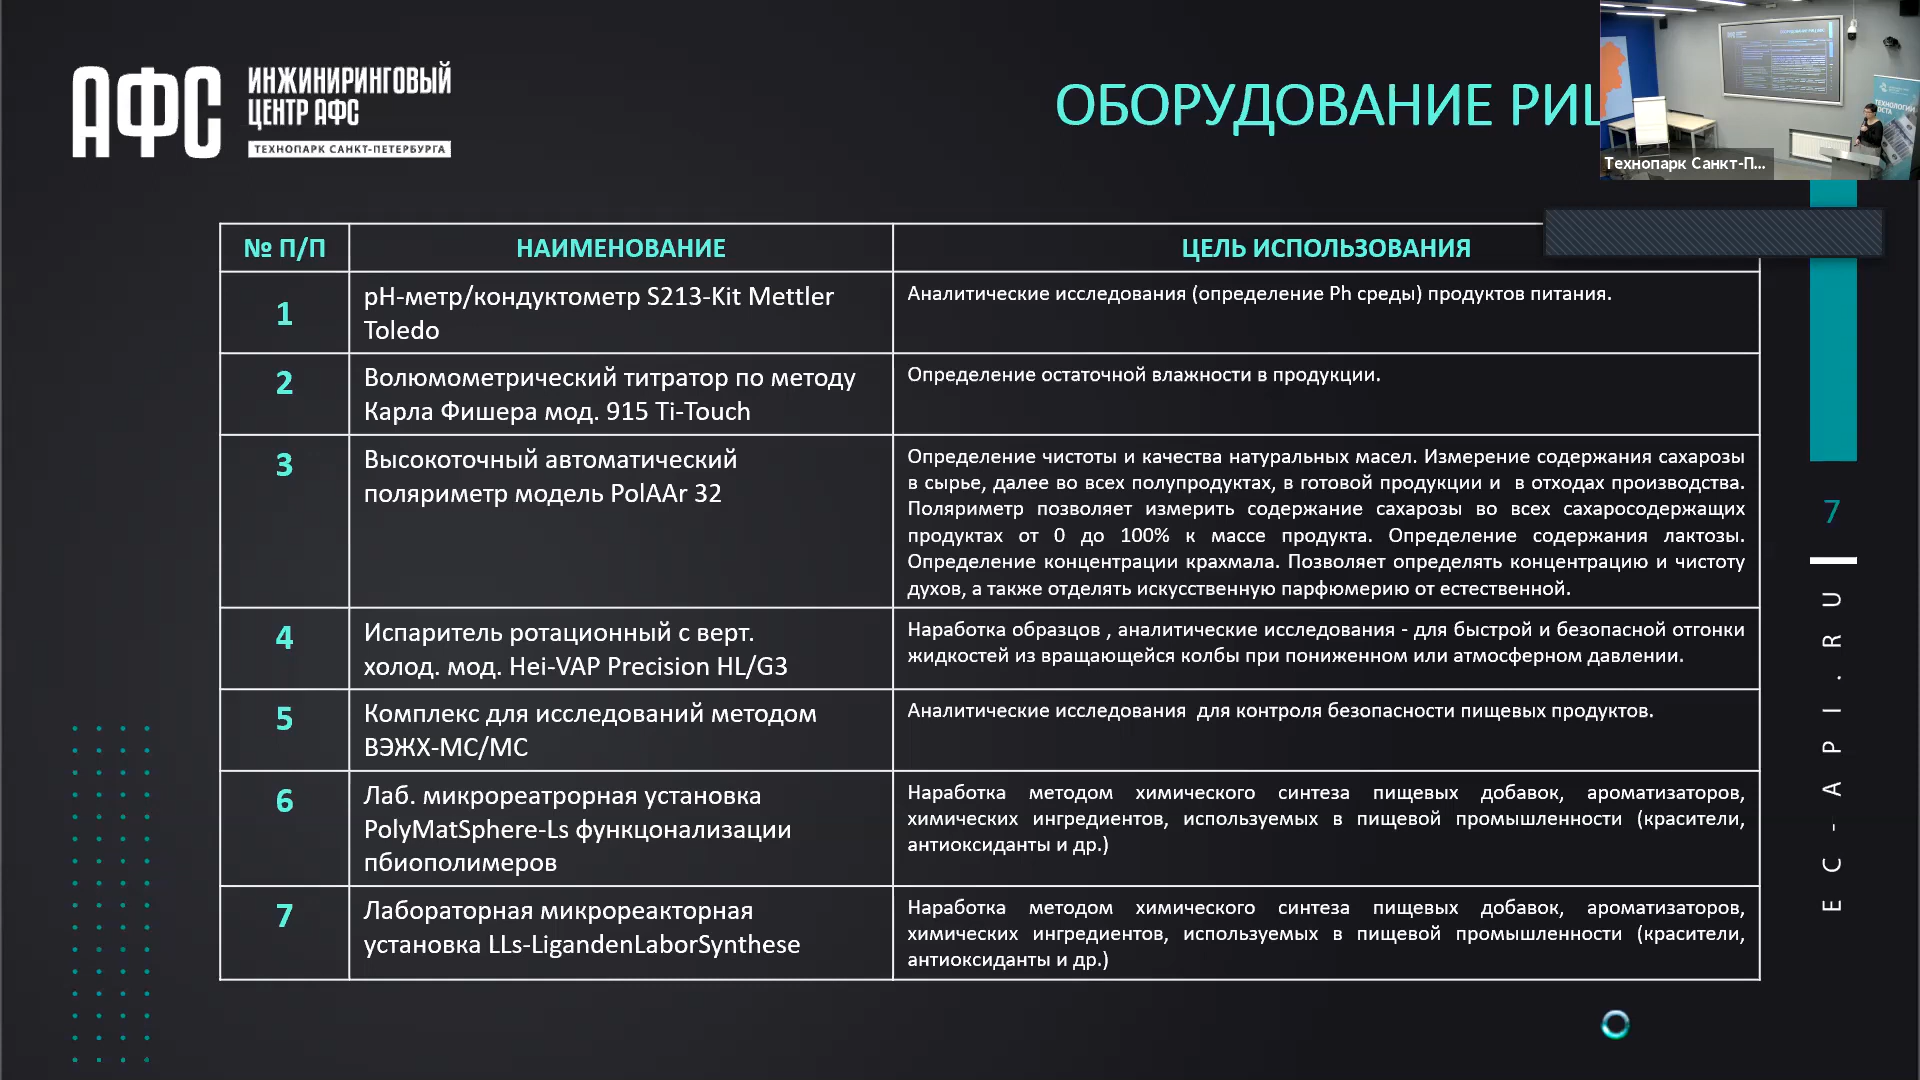 АФС
ИНЖИНИРИНГОВЫЙ
ЦЕНТР АФС
ТЕХНОПАРК САНКТ-ПЕТЕРБУРГА
ОБОРУДОВАНИЕ РИЦ
Технопарк Санкт-П...
№ П/П
НАИМЕНОВАНИЕ
ЦЕЛЬ ИСПОЛЬЗОВАНИЯ
1
pH-метр/кондуктометр S213-Kit Mettler
Toledo
Аналитические исследования (определение Ph среды) продуктов питания.
2
Волюмометрический титратор по методу
Карла Фишера мод. 915 Ti-Touch
Определение остаточной влажности в продукции.
3
Высокоточный автоматический
поляриметр модель PolAAr 32
Определение чистоты и качества натуральных масел. Измерение содержания сахарозы
в сырье, далее во всех полупродуктах, в готовой продукции и в отходах производства.
Поляриметр позволяет измерить содержание сахарозы во всех сахаросодержащих
продуктах от 0 до 100% к массе продукта. Определение содержания лактозы.
Определение концентрации крахмала. Позволяет определять концентрацию и чистоту
духов, а также отделять искусственную парфюмерию от естественной.
4
Испаритель ротационный с верт.
холод. мод. Hei-VAP Precision HL/G3
Наработка образцов , аналитические исследования - для быстрой и безопасной отгонки
жидкостей из вращающейся колбы при пониженном или атмосферном давлении.
5
Комплекс для исследований методом
ВЭЖХ-МС/МС
Аналитические исследования для контроля безопасности пищевых продуктов.
6
Лаб. микрореатрорная установка
PolyMatSphere-Ls функцонализации
пбиополимеров
Наработка методом химического синтеза пищевых добавок, ароматизаторов,
химических ингредиентов, используемых в пищевой промышленности (красители,
антиоксиданты и др.)
7
Лабораторная микрореакторная
установка LLs-LigandenLaborSynthese
Наработка методом химического синтеза пищевых добавок, ароматизаторов,
химических ингредиентов, используемых в пищевой промышленности (красители,
антиоксиданты и др.)
7
EC-API.RU